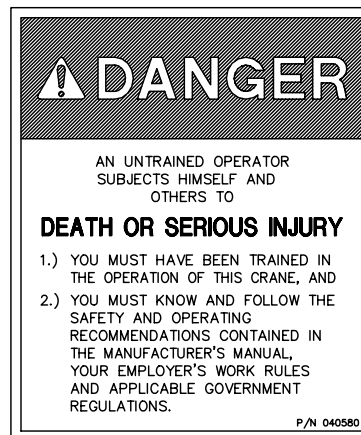 DANGER
AN UNTRAINED OPERATOR
SUBJECTS HIMSELF AND
OTHERS TO
DEATH OR SERIOUS INJURY
1.) YOU MUST HAVE BEEN TRAINED IN
THE OPERATION OF THIS CRANE, AND
2.) YOU MUST KNOW AND FOLLOW THE
SAFETY AND OPERATING
RECOMMENDATIONS CONTAINED IN
THE MANUFACTURER'S MANUAL,
YOUR EMPLOYER'S WORK RULES
AND APPLICABLE GOVERNMENT
REGULATIONS.
P/N 040580